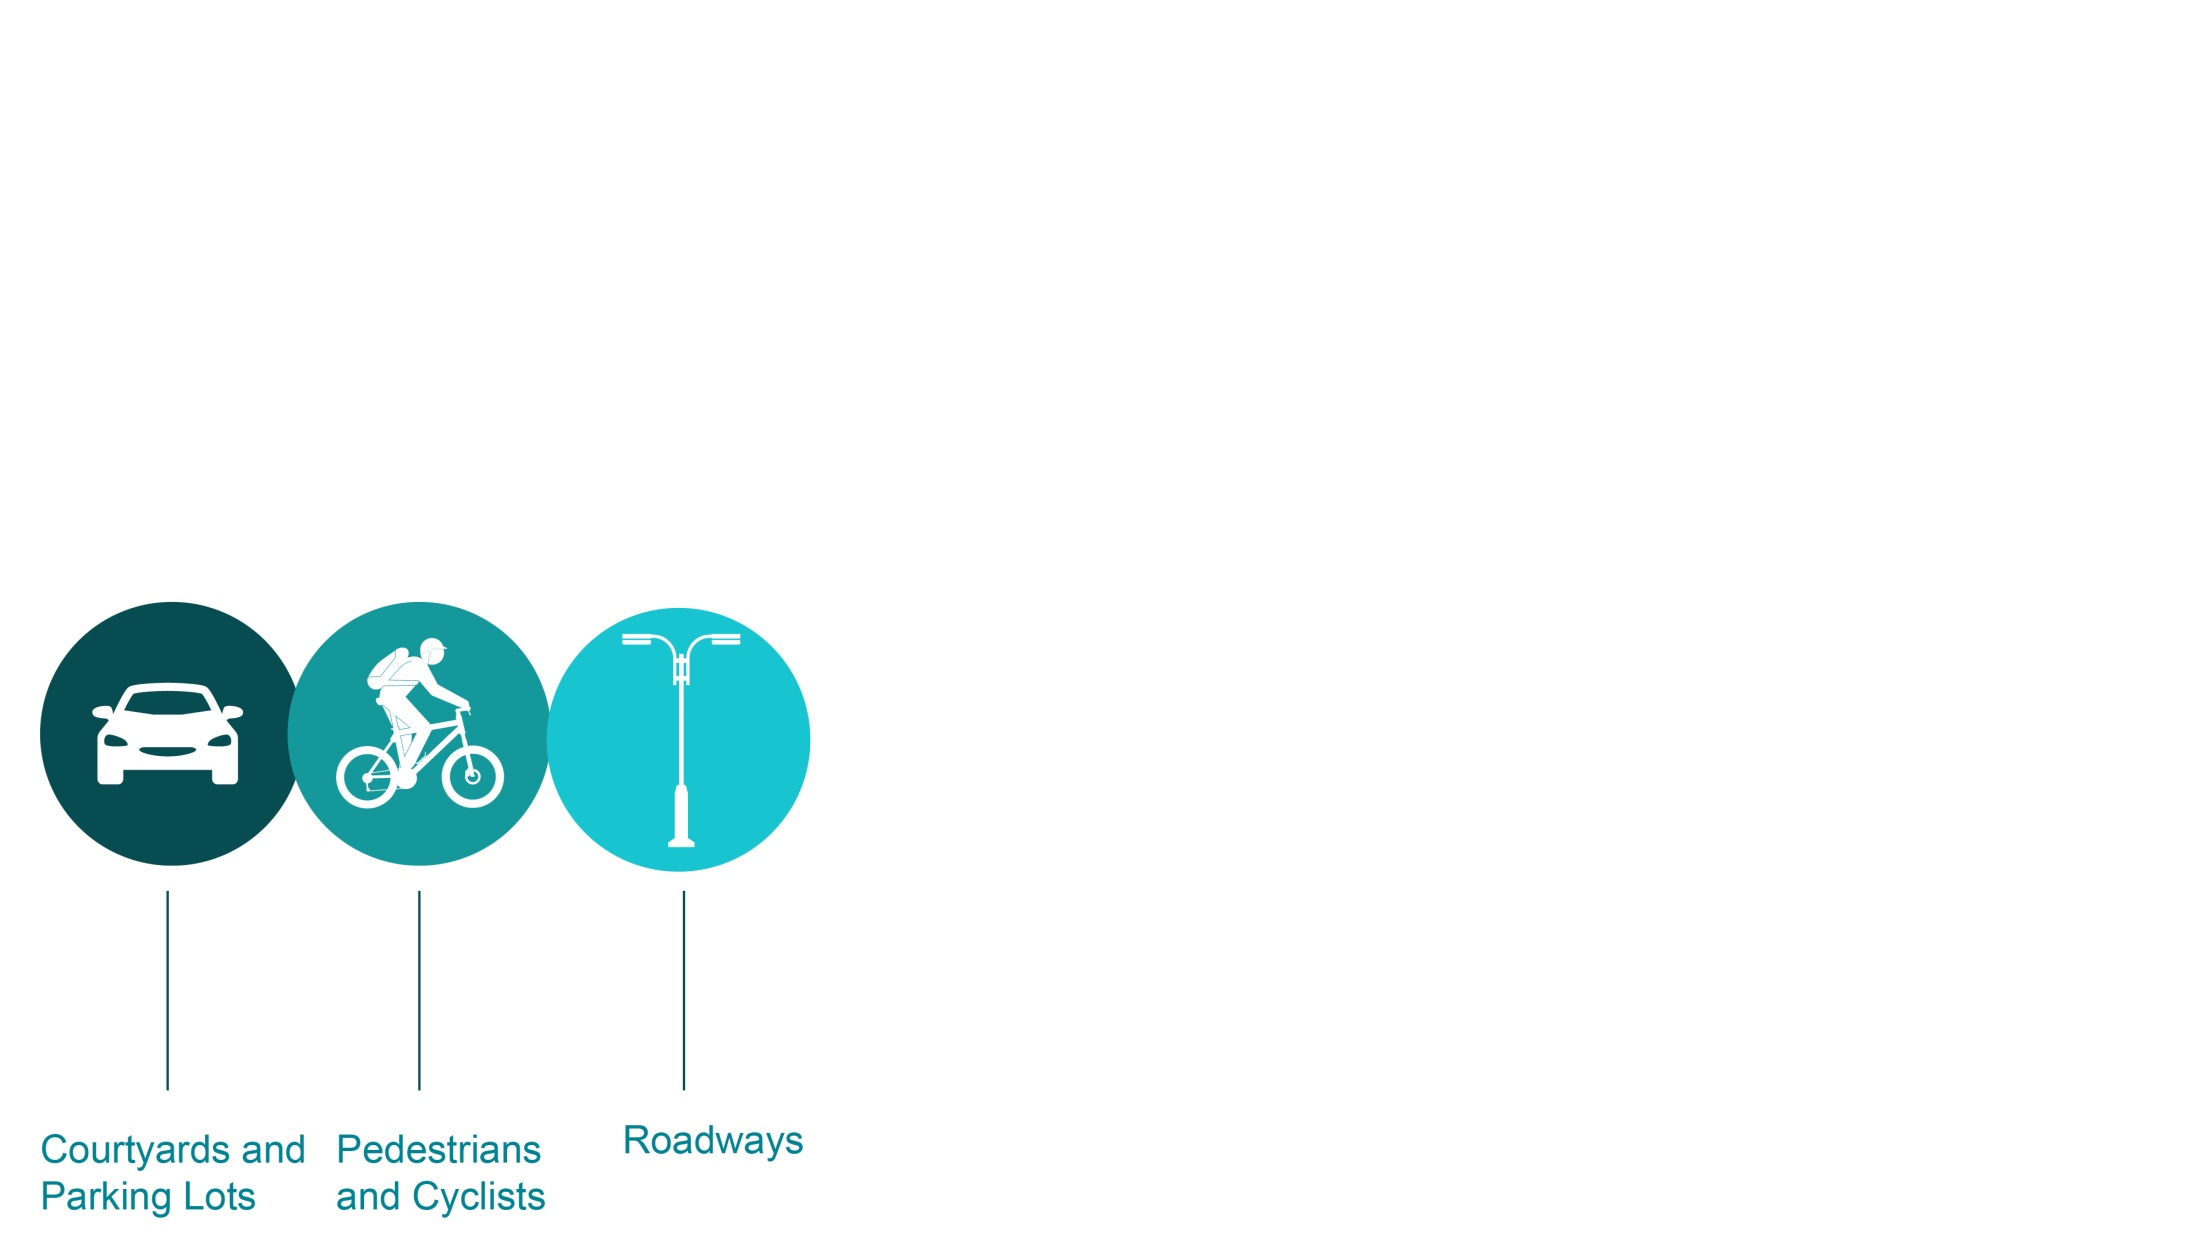 Courtyards and
Parking Lots
Pedestrians
and Cyclists
Roadways